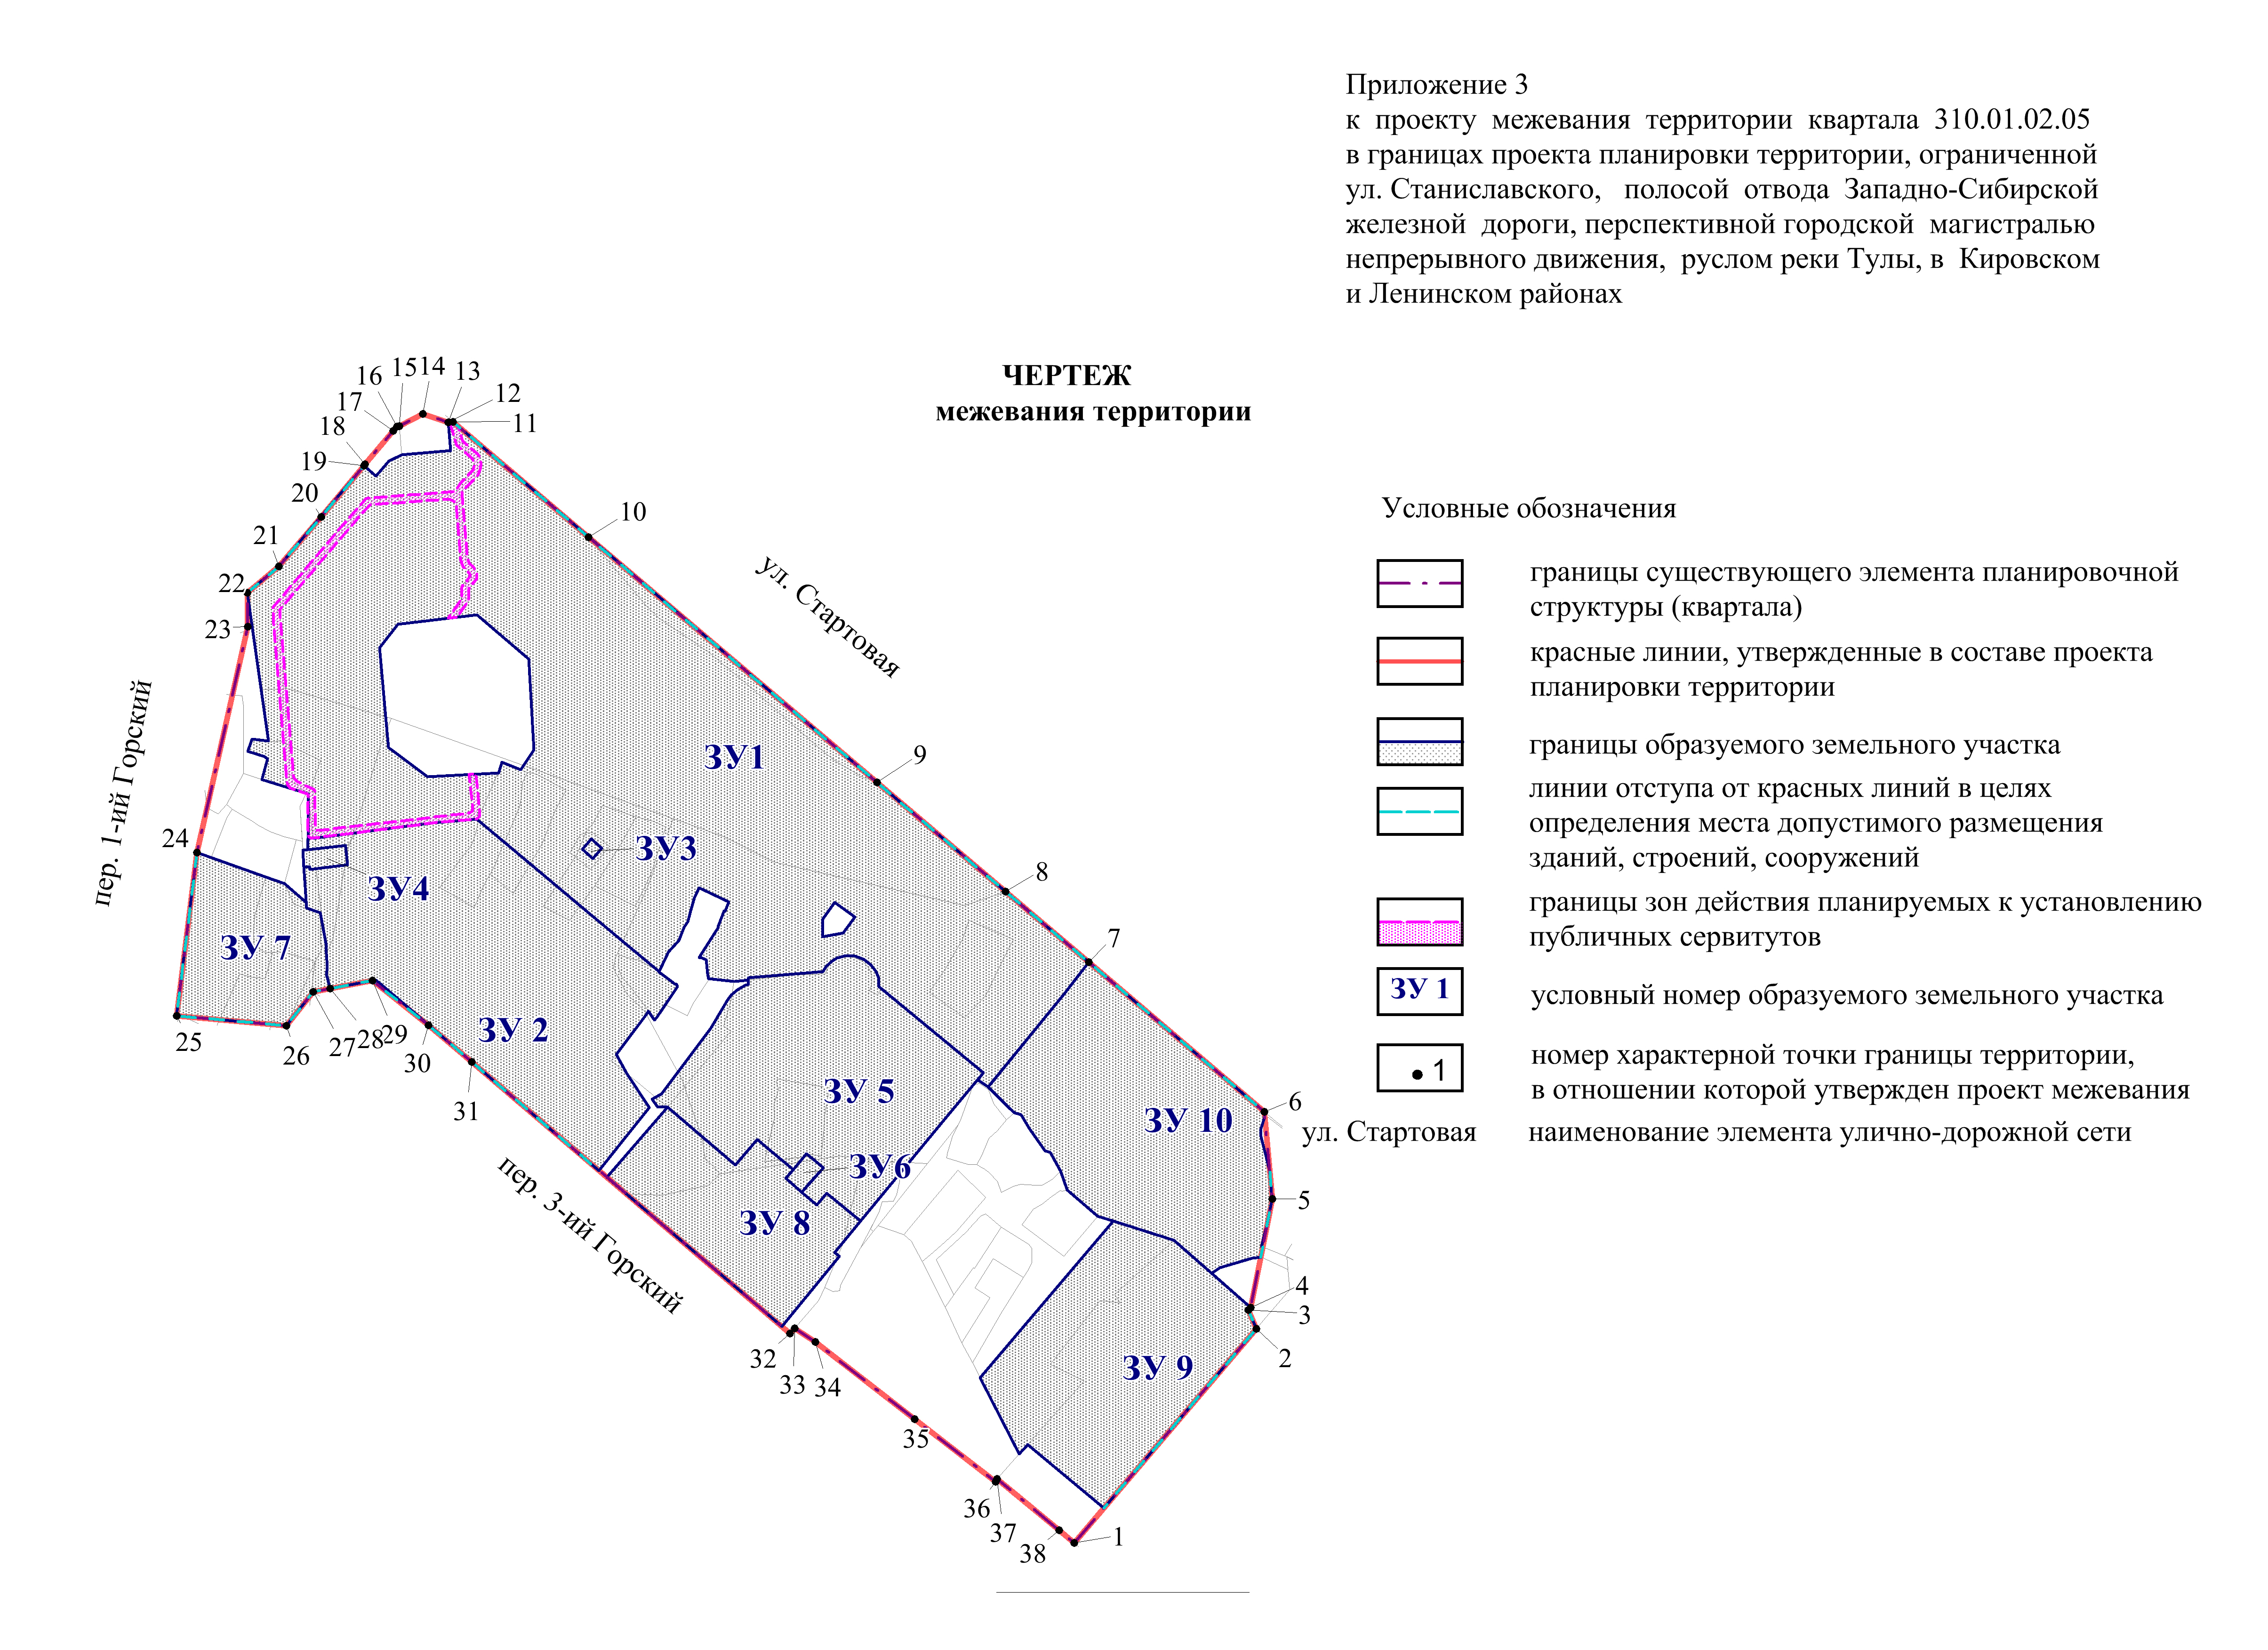 Приложение 3
к проекту межевания территории квартала 310.01.02.05
в границах проекта планировки территории, ограниченной
ул. Станиславского, полосой отвода Западно-Сибирской
железной дороги, перспективной городской магистралью
непрерывного движения, руслом реки Тулы, в Кировском
и Ленинском районах
ЧЕРТЕЖ
межевания территории
Условные обозначения
границы существующего элемента планировочной
структуры (квартала)
красные линии, утвержденные в составе проекта
планировки территории
границы образуемого земельного участка
линии отступа от красных линий в целях
определения места допустимого размещения
зданий, строений, сооружений
границы зон действия планируемых к установлению
публичных сервитутов
ЗУ 1
условный номер образуемого земельного участка
1
номер характерной точки границы территории,
в отношении которой утвержден проект межевания
ул. Стартовая
наименование элемента улично-дорожной сети
15
14
13
16
12
17
11
18
19
20
10
21
22
23
ул. Стартовая
9
ЗУ1
пер. 1-ий Горский
24
ЗУ3
8
ЗУ4
7
ЗУ 7
25
26
27
28
29
30
31
ЗУ 2
ЗУ 5
6
ЗУ 10
ЗУ6
5
ЗУ 8
пер. 3-ий Горский
4
3
2
32
33
34
ЗУ 9
35
36
37
38
1